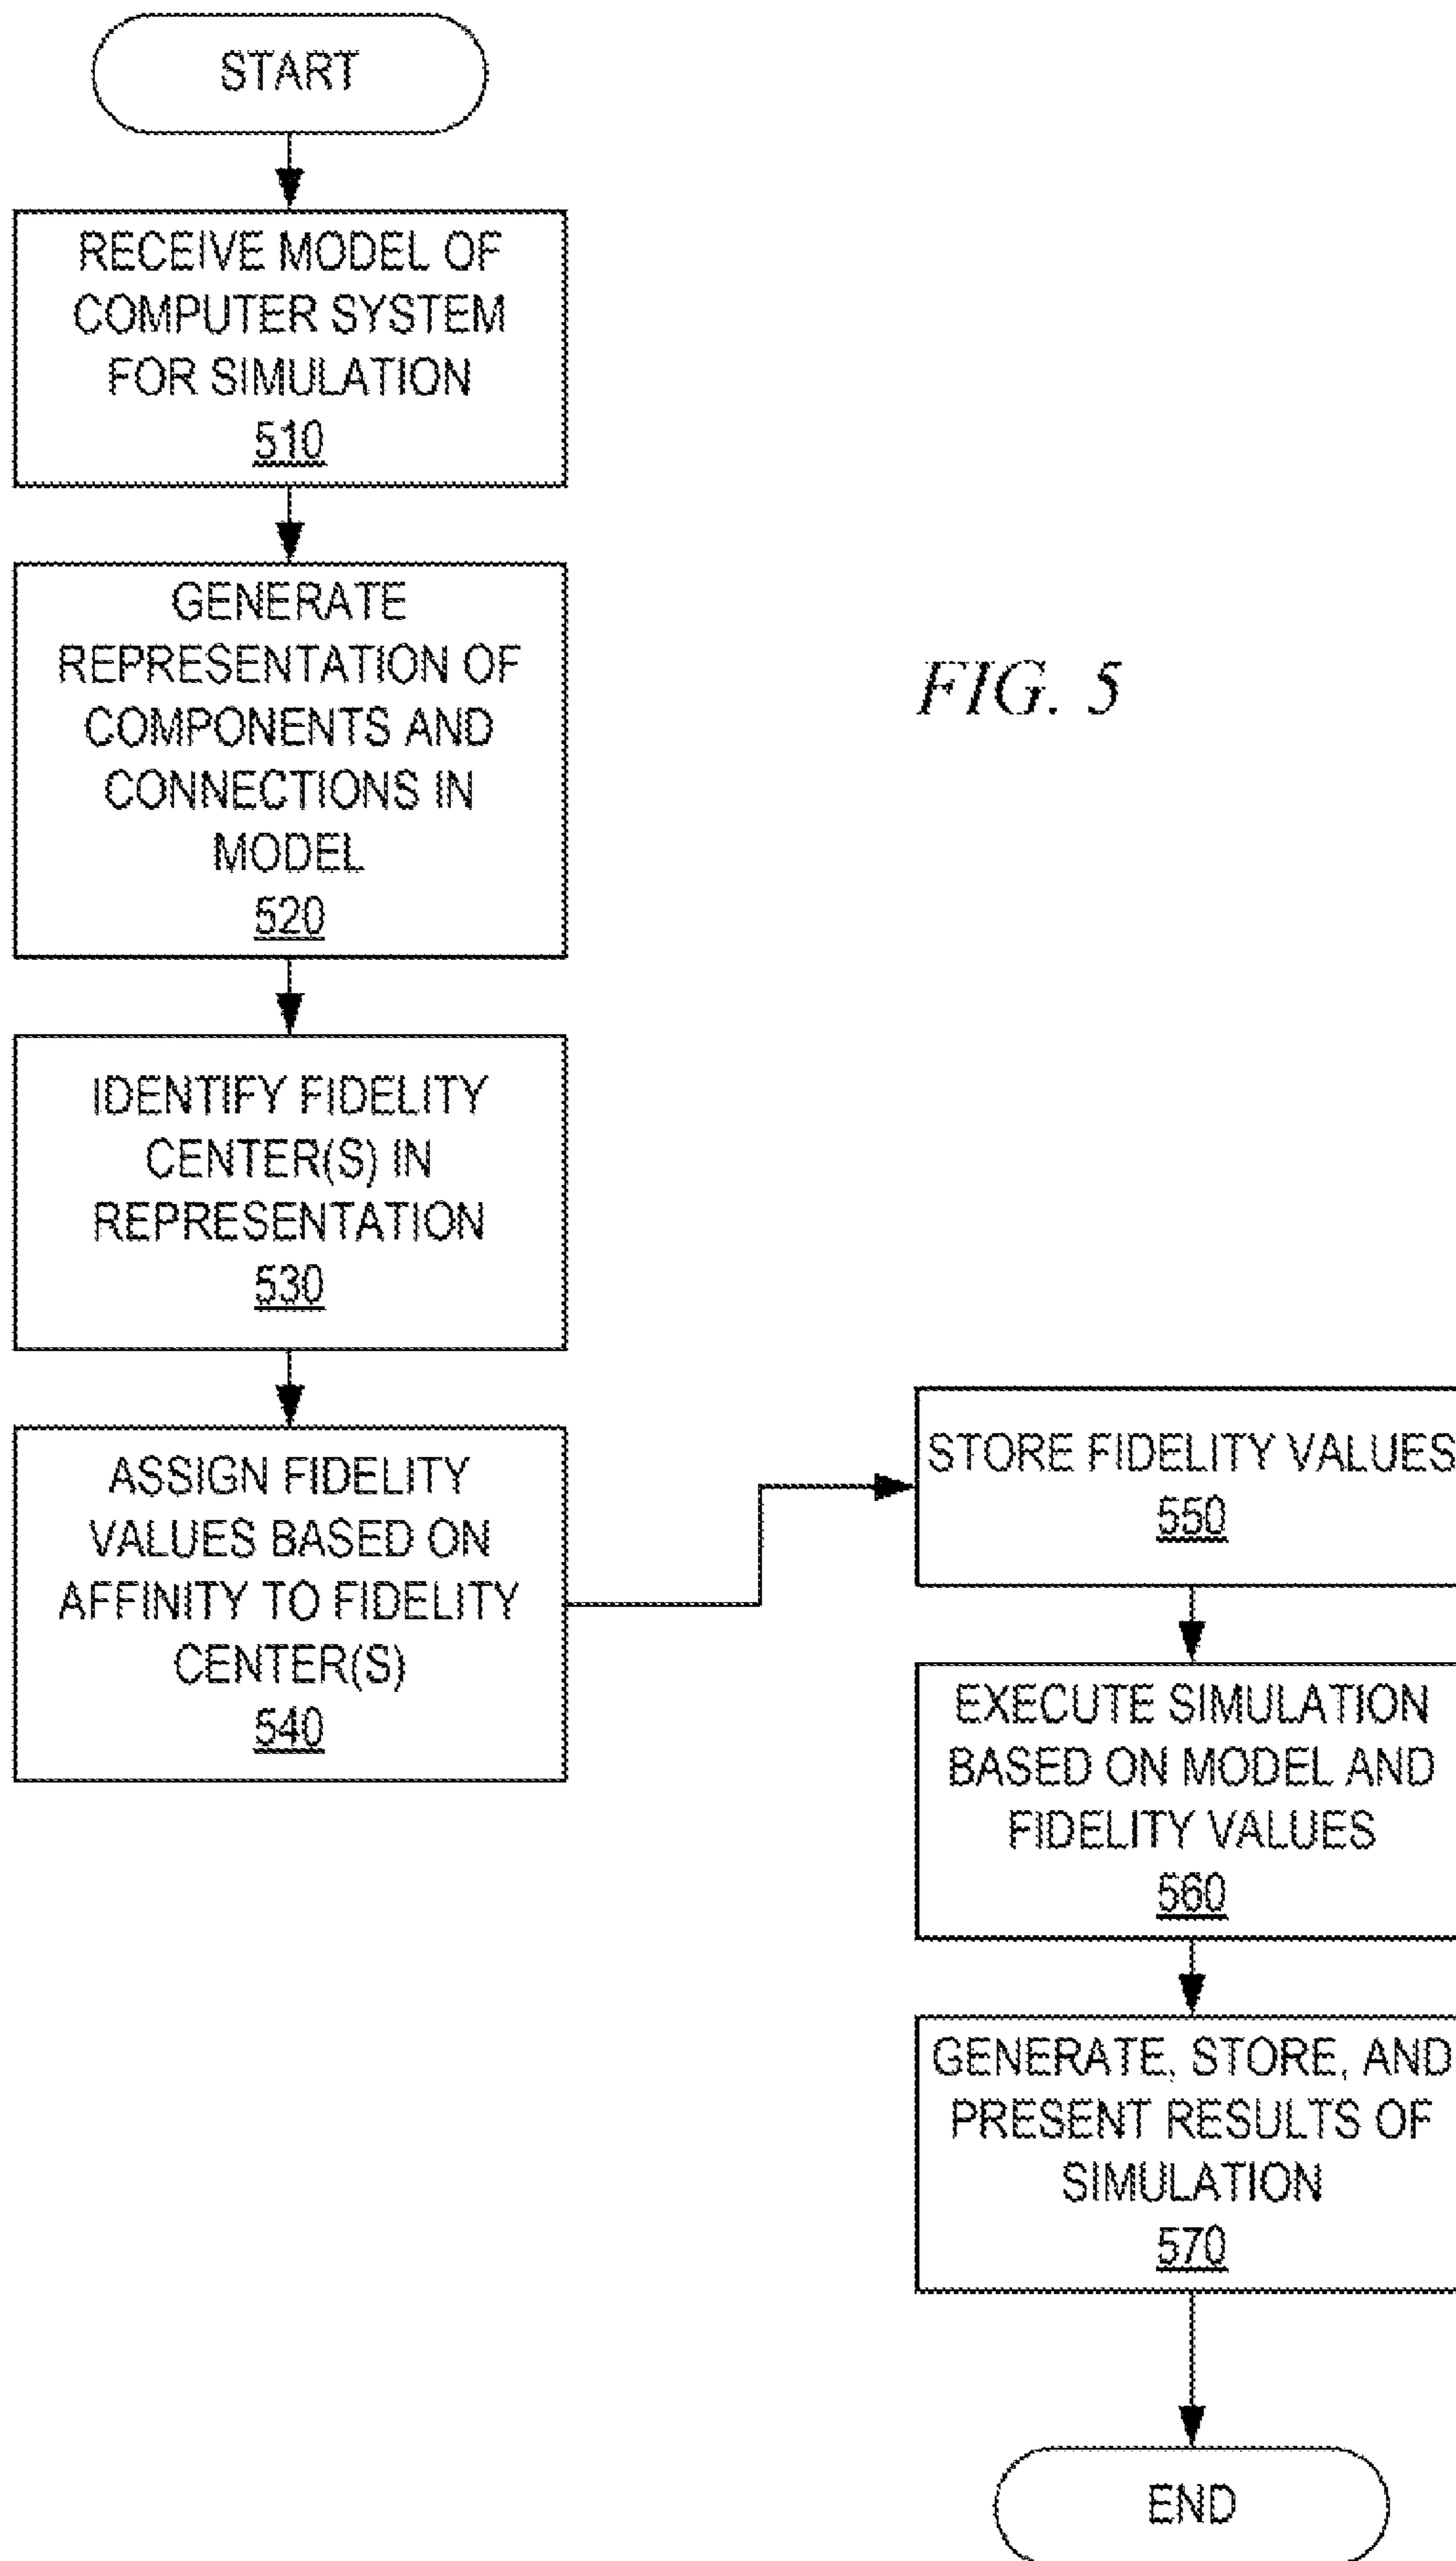 START
RECEIVE MODEL OF
COMPUTER SYSTEM
FOR SIMULATION
510
GENERATE
REPRESENTATION OF
COMPONENTS AND
CONNECTIONS IN
MODEL
520
IDENTIFY FIDELITY
CENTER(S) IN
REPRESENTATION
530
ASSIGN FIDELITY
VALUES BASED ON
AFFINITY TO FIDELITY
CENTER(S)
540
FIG. 5
STORE FIDELITY VALUES
550
EXECUTE SIMULATION
BASED ON MODEL AND
FIDELITY VALUES
560
GENERATE, STORE, AND
PRESENT RESULTS OF
SIMULATION
570
END